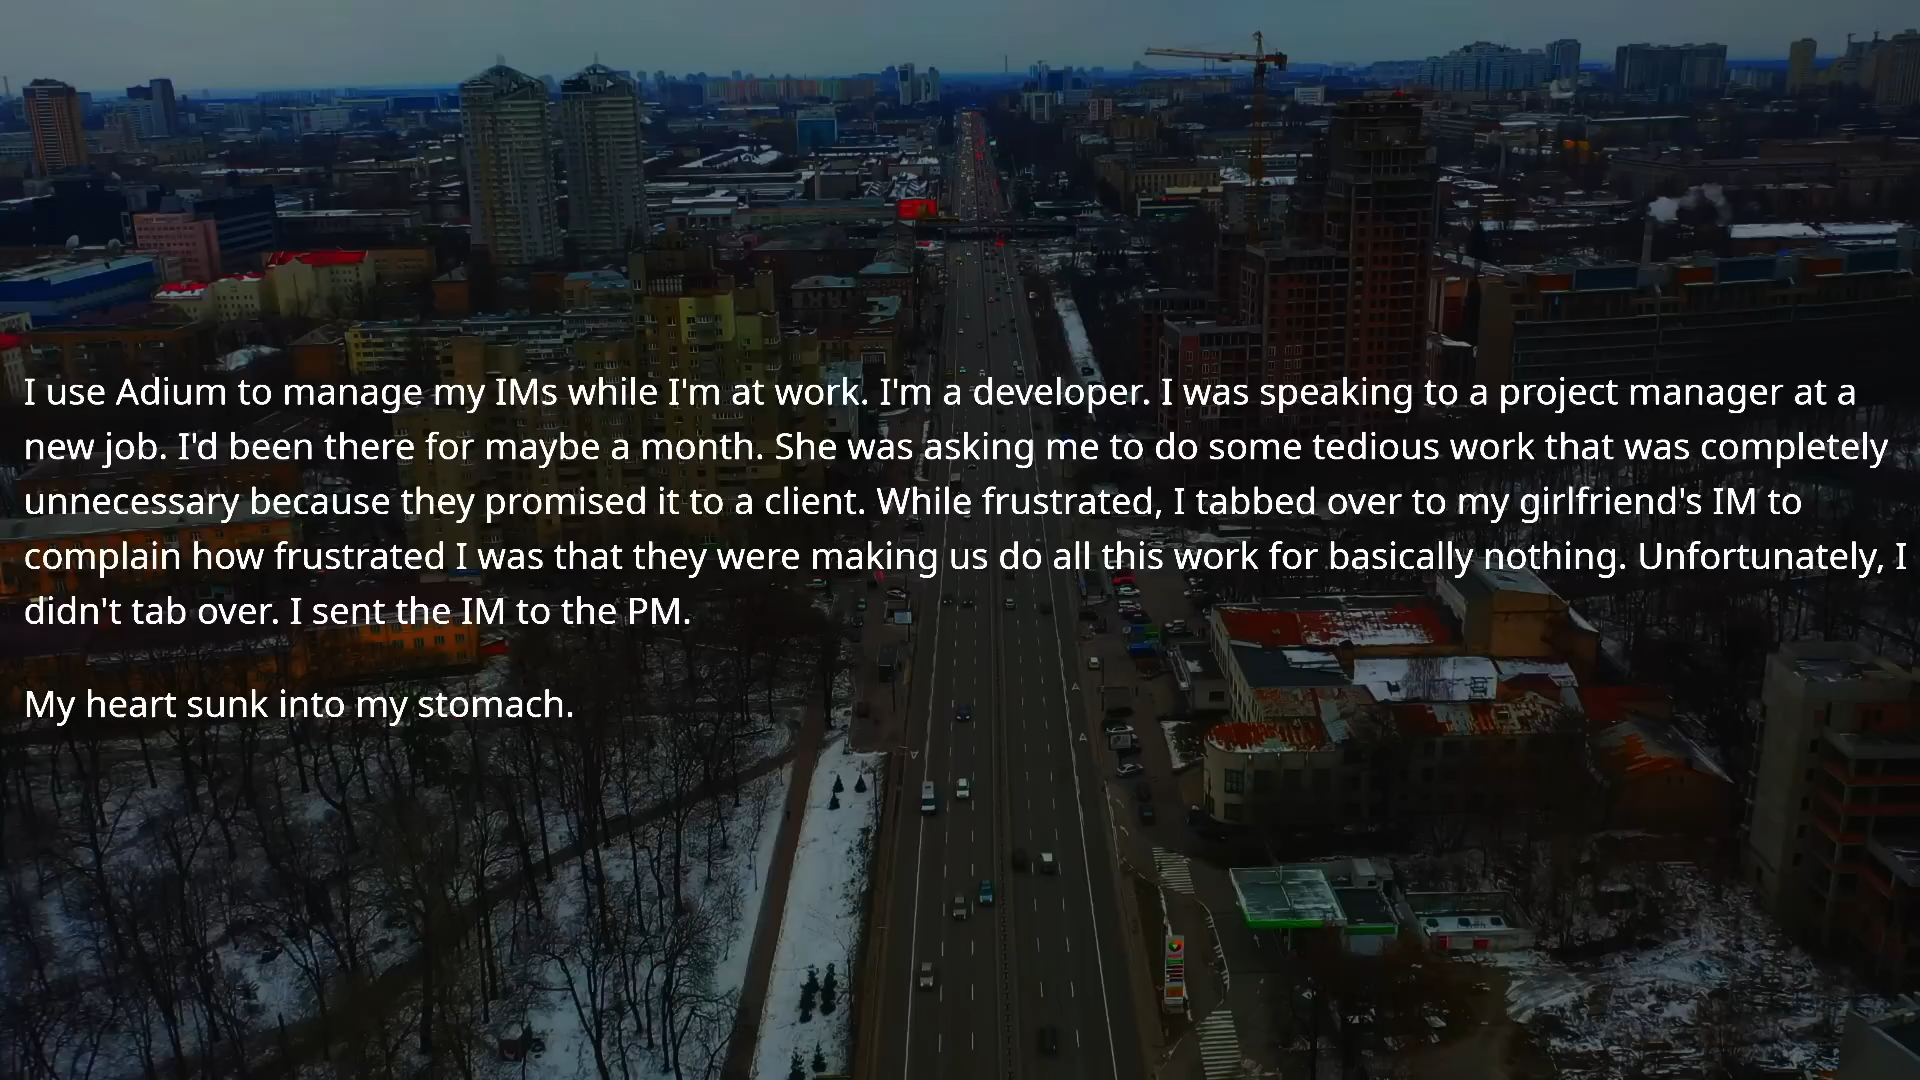 I use Adium to manage my IMs while I'm at work. I'm a developer. I was speaking to a project manager at a
new job. I'd been there for maybe a month. She was asking me to do some tedious work that was completely
unnecessary because they promised it to a client. While frustrated, I tabbed over to my girlfriend's IM to
complain how frustrated I was that they were making us do all this work for basically nothing. Unfortunately, I
didn't tab over. I sent the IM to the PM.
My heart sunk into my stomach.